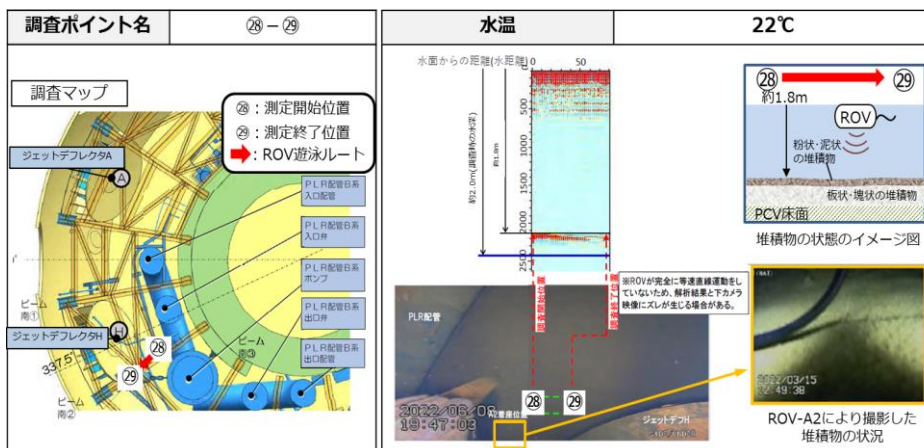 調査ポイント名
㉘－㉙
調査マップ
㉘：測定開始位置
㉙：測定終了位置
：ROV遊泳ルート
ジェットデフレクタA
A
PLR配管B系
入口配管
PLR配管B系
入口弁
PLR配管B系
ポンプ
PLR配管B系
出口弁
PLR配管B系
出口配管
ビーム
南①
ジェットデフレクタH
H
337.5°
㉘
㉙
ビーム
南②
南③
水温
22℃
水面からの距離(水距離)
0
50
500
1000
1500
2000
2500
約2.0m(調査時の水深)
約1.8m
調査開始位置
調査終了位置
※ROVが完全に等速直線運動をし
ていないため、解析結果と下カメラ
映像にズレが生じる場合がある。
PLR配管
㉘
㉙
A2着座位置
ジェットデフH
19:47:03
㉘
㉙
約1.8m
ROV
粉状・泥状
の堆積物
板状・塊状の堆積物
PCV床面
堆積物の状態のイメージ図
2022/03/15
22:49:38
ROV-A2により撮影した
堆積物の状況